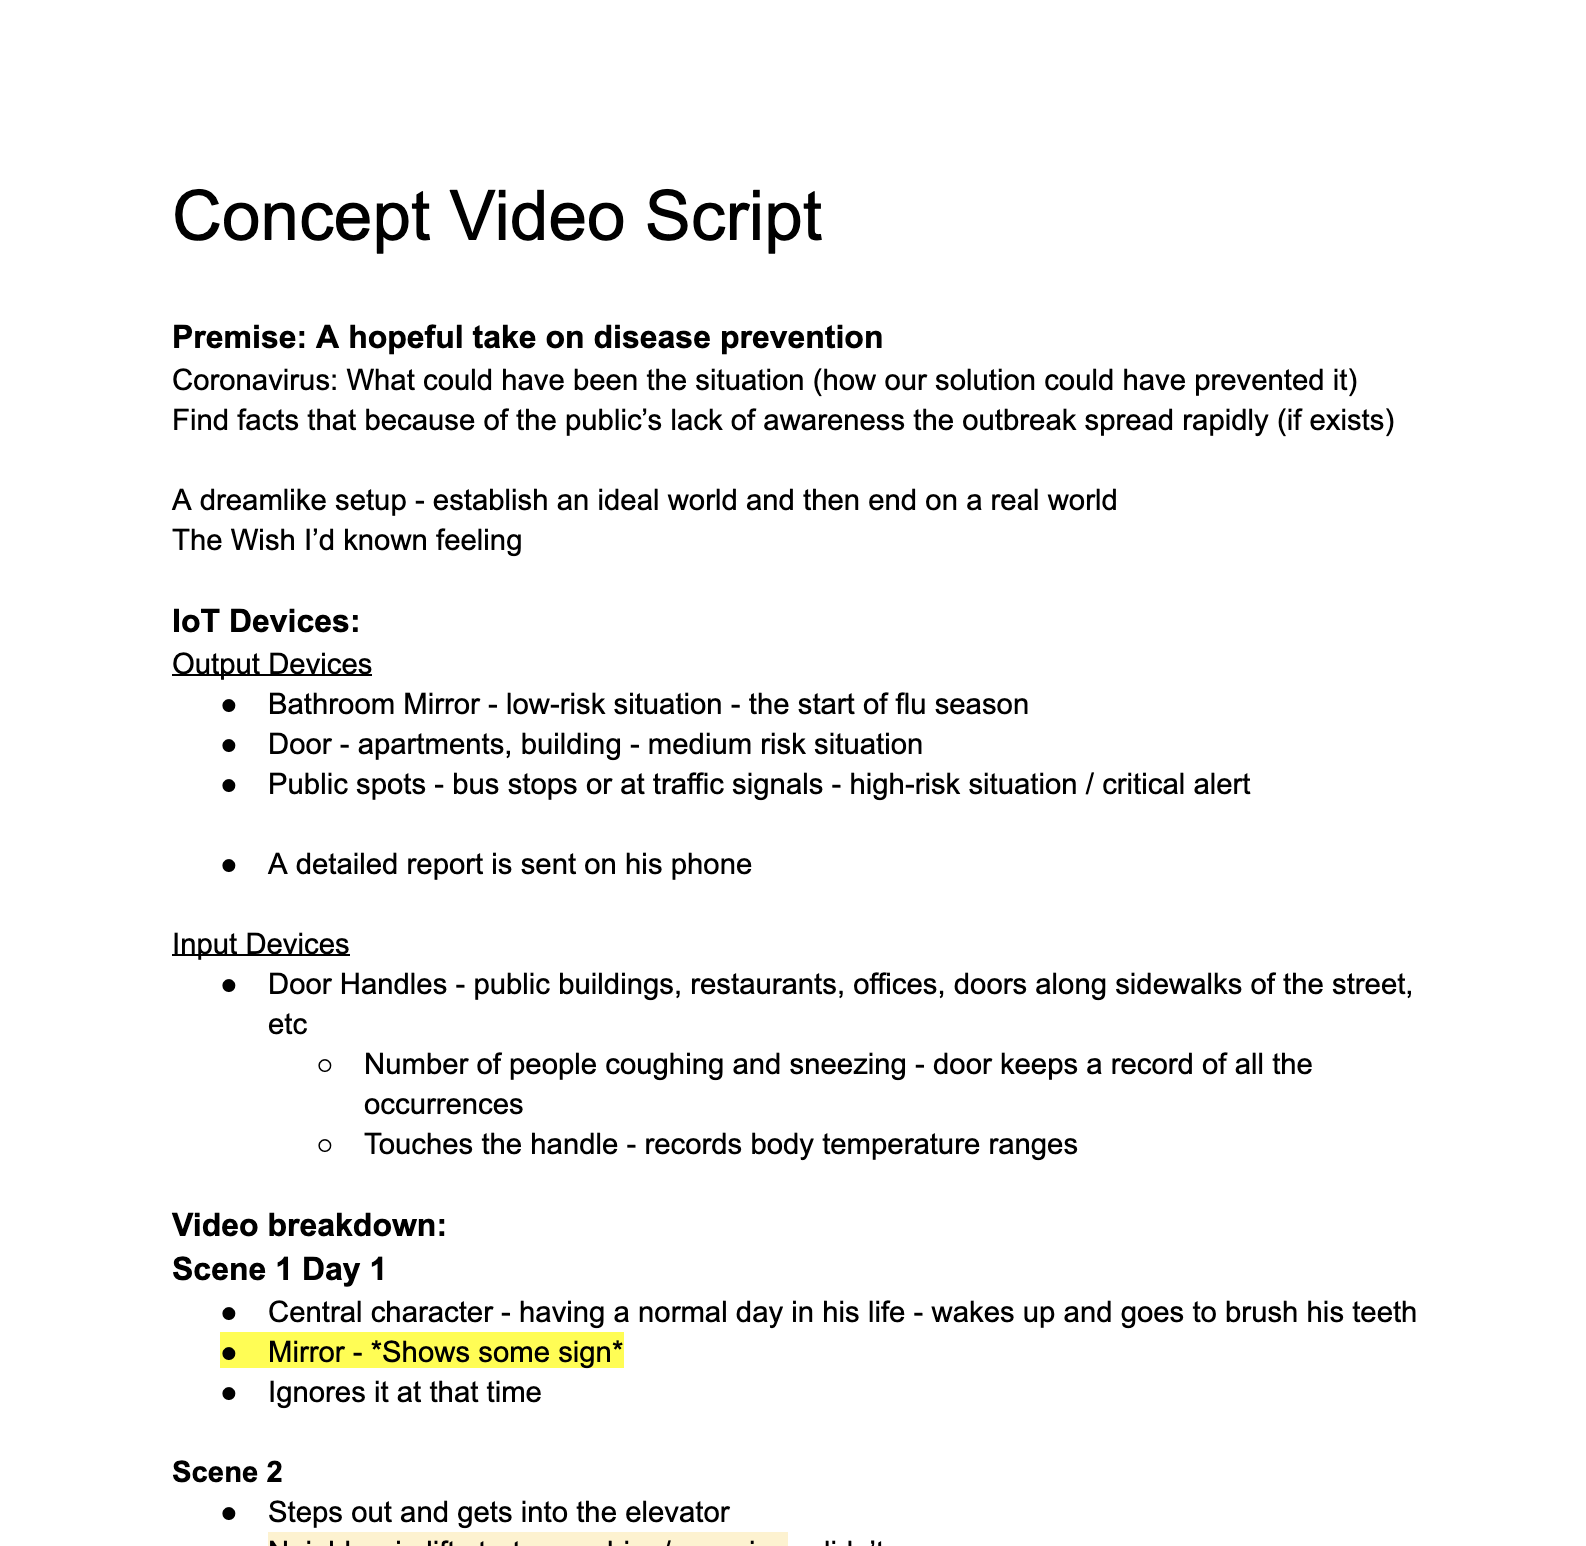 Concept Video Script
Premise: A hopeful take on disease prevention
Coronavirus: What could have been the situation (how our solution could have prevented it)
Find facts that because of the public’s lack of awareness the outbreak spread rapidly (if exists)
A dreamlike setup - establish an ideal world and then end on a real world
The Wish I’d known feeling
IoT Devices:
Output Devices
● Bathroom Mirror - low-risk situation - the start of flu season
● Door - apartments, building - medium risk situation
● Public spots - bus stops or at traffic signals - high-risk situation / critical alert
● A detailed report is sent on his phone
Input Devices
● Door Handles - public buildings, restaurants, offices, doors along sidewalks of the street,
etc
○ Number of people coughing and sneezing - door keeps a record of all the
occurrences
○ Touches the handle - records body temperature ranges
Video breakdown:
Scene 1 Day 1
● Central character - having a normal day in his life - wakes up and goes to brush his teeth
● Mirror - *Shows some sign*
● Ignores it at that time
Scene 2
● Steps out and gets into the elevator